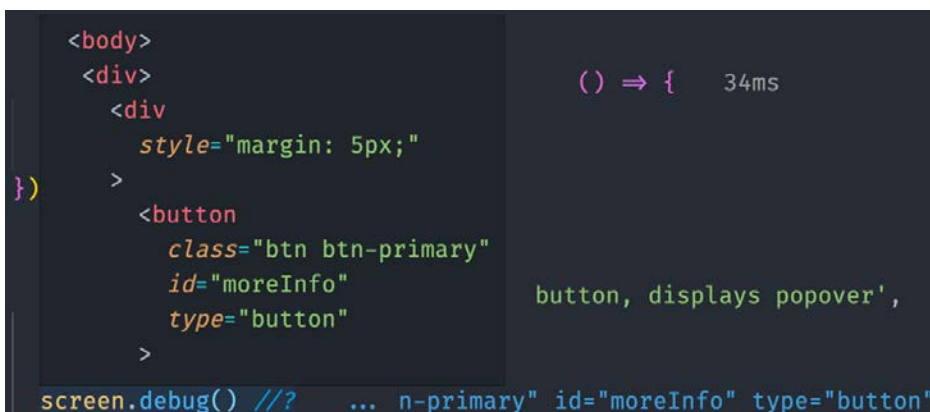 <body>
<div>
() => { 34ms
<div
style="margin: 5px;"
})
>
<button
class="btn btn-primary"
id="moreInfo"
button, displays popover',
type="button"
>
screen.debug() //? ... n-primary" id="moreInfo" type="button"